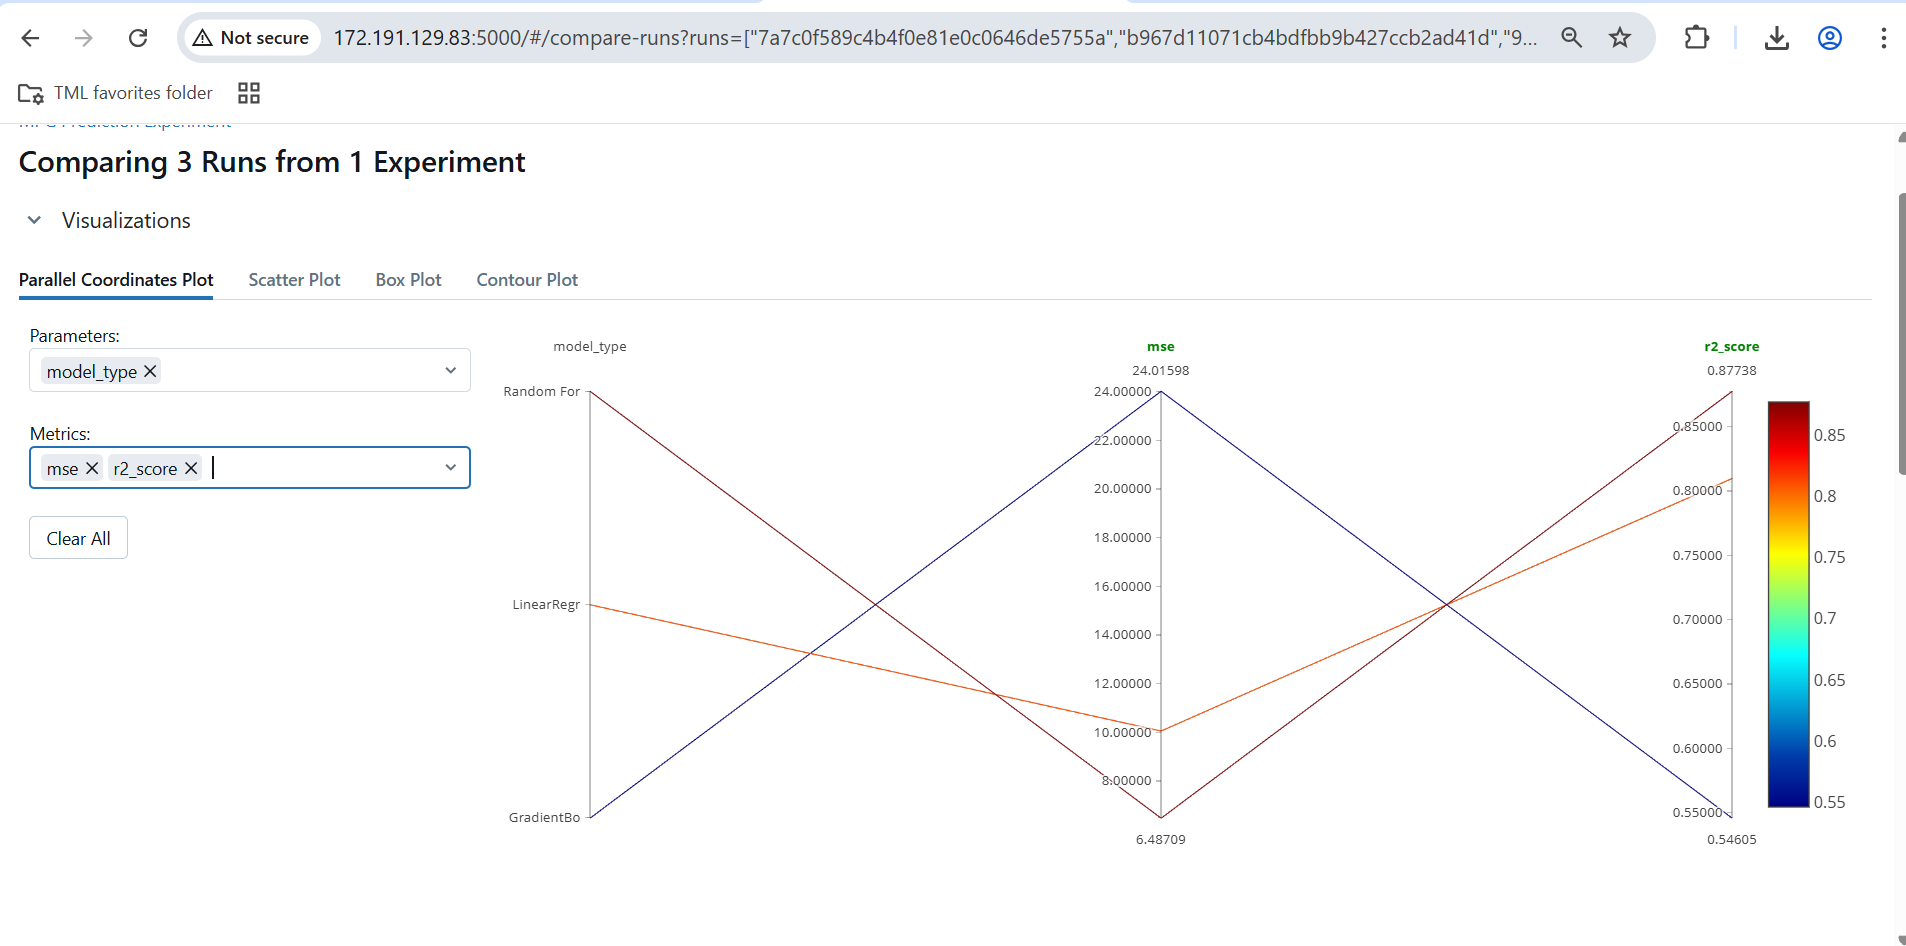 Not secure 172.191.129.83:5000/#/compare-runs?runs=["7a7c0f589c4b4f0e81e0c0646de5755a","b967d11071cb4bdfbb9b427ccb2ad41d","9...
TML favorites folder
MPG Prediction Experiment
Comparing 3 Runs from 1 Experiment
Visualizations
Parallel Coordinates Plot Scatter Plot Box Plot Contour Plot
Parameters:
model_type
Metrics:
mse r2_score
Clear All
model_type
Random For
LinearRegr
GradientBo
mse
24.01598
24.00000
22.00000
20.00000
18.00000
16.00000
14.00000
12.00000
10.00000
8.00000
6.48709
r2_score
0.87738
0.85000
0.80000
0.75000
0.70000
0.65000
0.60000
0.55000
0.54605
0.85
0.8
0.75
0.7
0.65
0.6
0.55